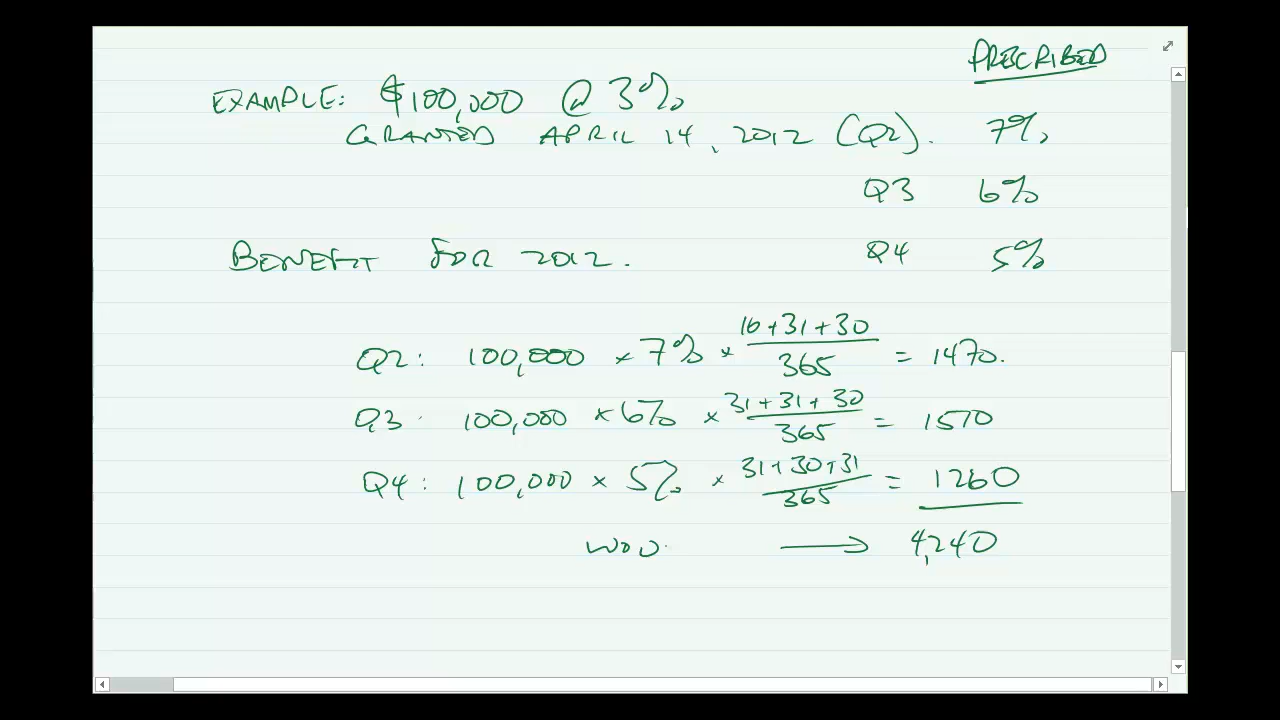 PRESCRIBED
EXAMPLE: $100,000 @ 3%
GRANTED APRIL 14, 2012 (Q2). 7%
Q3 6%
BENEFIT FOR 2012. Q4 5%
Q2: 100,000 × 7% × 16+31+30 / 365 = 1470.
Q3: 100,000 × 6% × 31+31+30 / 365 = 1570
Q4: 100,000 × 5% × 31+30+31 / 365 = 1260
→ 4,240